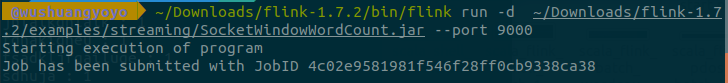 @wushuangyoyo ~/Downloads/flink-1.7.2/bin/flink run -d ~/Downloads/flink-1.7
.2/examples/streaming/SocketWindowWordCount.jar --port 9000
Starting execution of program
Job has been submitted with JobID 4c02e9581981f546f28ff0cb9338ca38